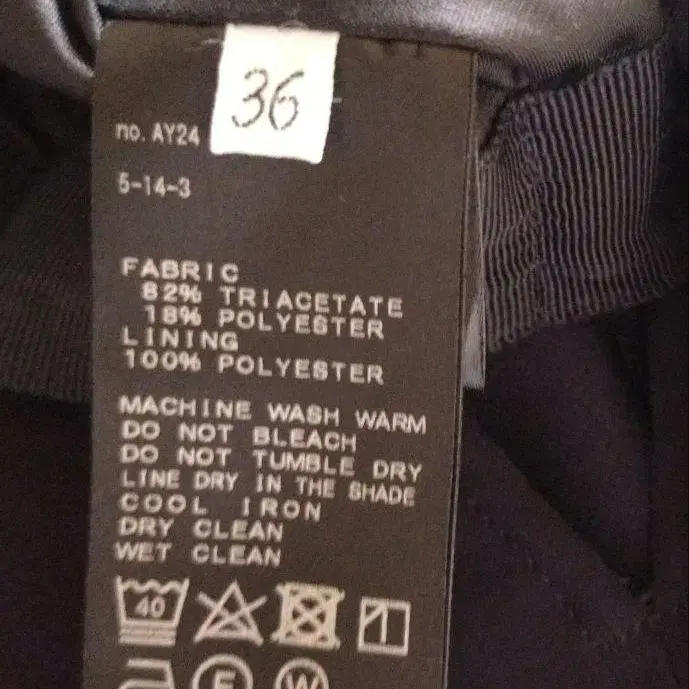 36
no. AY24
5-14-3
FABRIC
82% TRIACETATE
18% POLYESTER
LINING
100% POLYESTER
MACHINE WASH WARM
DO NOT BLEACH
DO NOT TUMBLE DRY
LINE DRY IN THE SHADE
COOL IRON
DRY CLEAN
WET CLEAN
40
F W